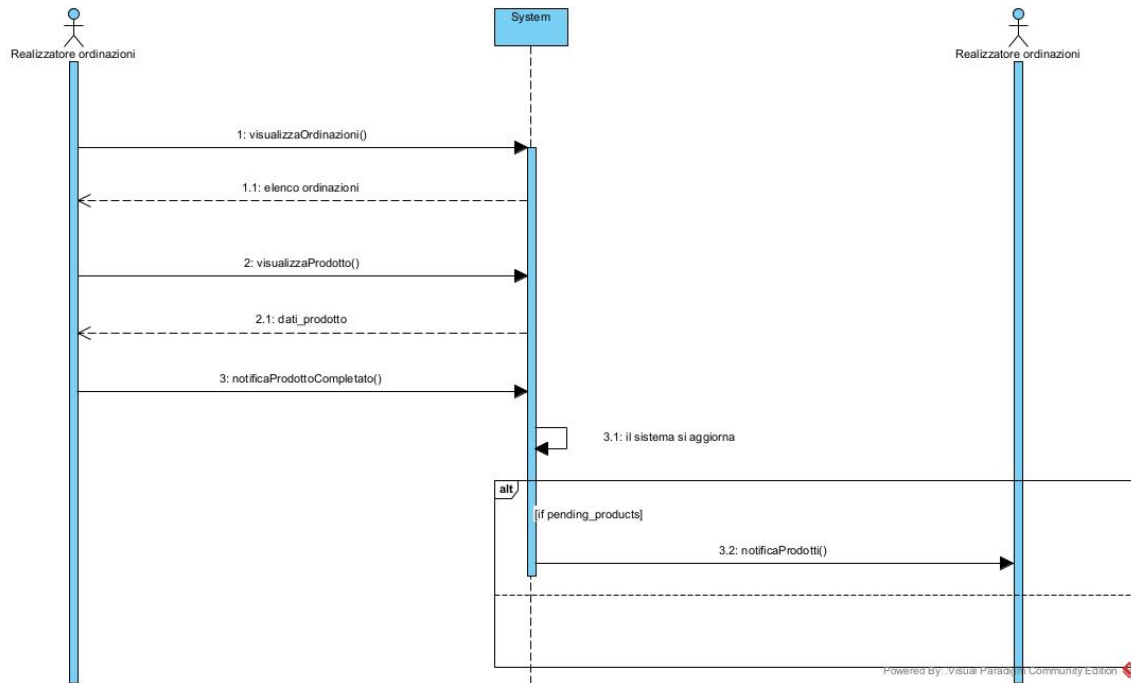 System
Realizzatore ordinazioni
Realizzatore ordinazioni
1: visualizzaOrdinazioni()
1.1: elenco ordinazioni
2: visualizzaProdotto()
2.1: dati_prodotto
3: notificaProdottoCompletato()
3.1: il sistema si aggiorna
alt
[if pending_products]
3.2: notificaProdotti()
Powered By: Visual Paradigm Community Edition